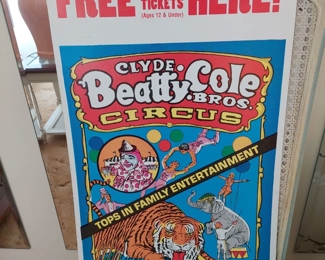 FREE TICKETS HERE!
(Ages 12 & Under)
CLYDE
Beatty-Cole
BROS.
CIRCUS
TOPS IN FAMILY ENTERTAINMENT